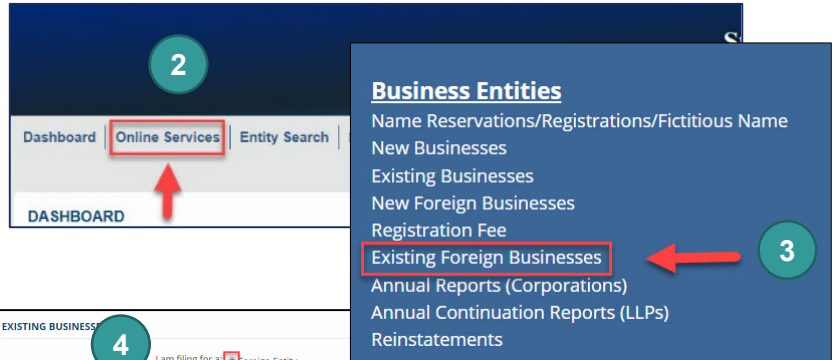 2
Dashboard | Online Services | Entity Search |
DASHBOARD
Business Entities
Name Reservations/Registrations/Fictitious Name
New Businesses
Existing Businesses
New Foreign Businesses
Registration Fee
Existing Foreign Businesses
3
Annual Reports (Corporations)
Annual Continuation Reports (LLPs)
Reinstatements
EXISTING BUSINESS
4
I am filing for a: Foreign Entity